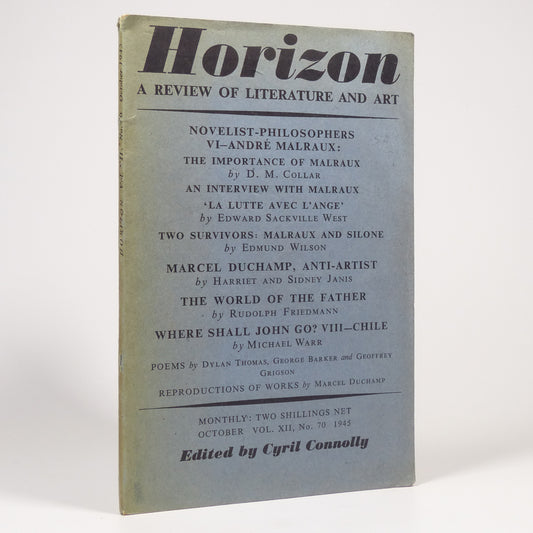 Horizon
A REVIEW OF LITERATURE AND ART
NOVELIST-PHILOSOPHERS
VI—ANDRÉ MALRAUX:
THE IMPORTANCE OF MALRAUX
by D. M. COLLAR
AN INTERVIEW WITH MALRAUX
'LA LUTTE AVEC L'ANGE'
by EDWARD SACKVILLE WEST
TWO SURVIVORS: MALRAUX AND SILONE
by EDMUND WILSON
MARCEL DUCHAMP, ANTI-ARTIST
by HARRIET AND SIDNEY JANIS
THE WORLD OF THE FATHER
by RUDOLPH FRIEDMANN
WHERE SHALL JOHN GO? VIII—CHILE
by MICHAEL WARR
POEMS by DYLAN THOMAS, GEORGE BARKER and GEOFFREY
GRIGSON
REPRODUCTIONS OF WORKS by MARCEL DUCHAMP
MONTHLY: TWO SHILLINGS NET
OCTOBER VOL. XII, No. 70 1945
Edited by Cyril Connolly